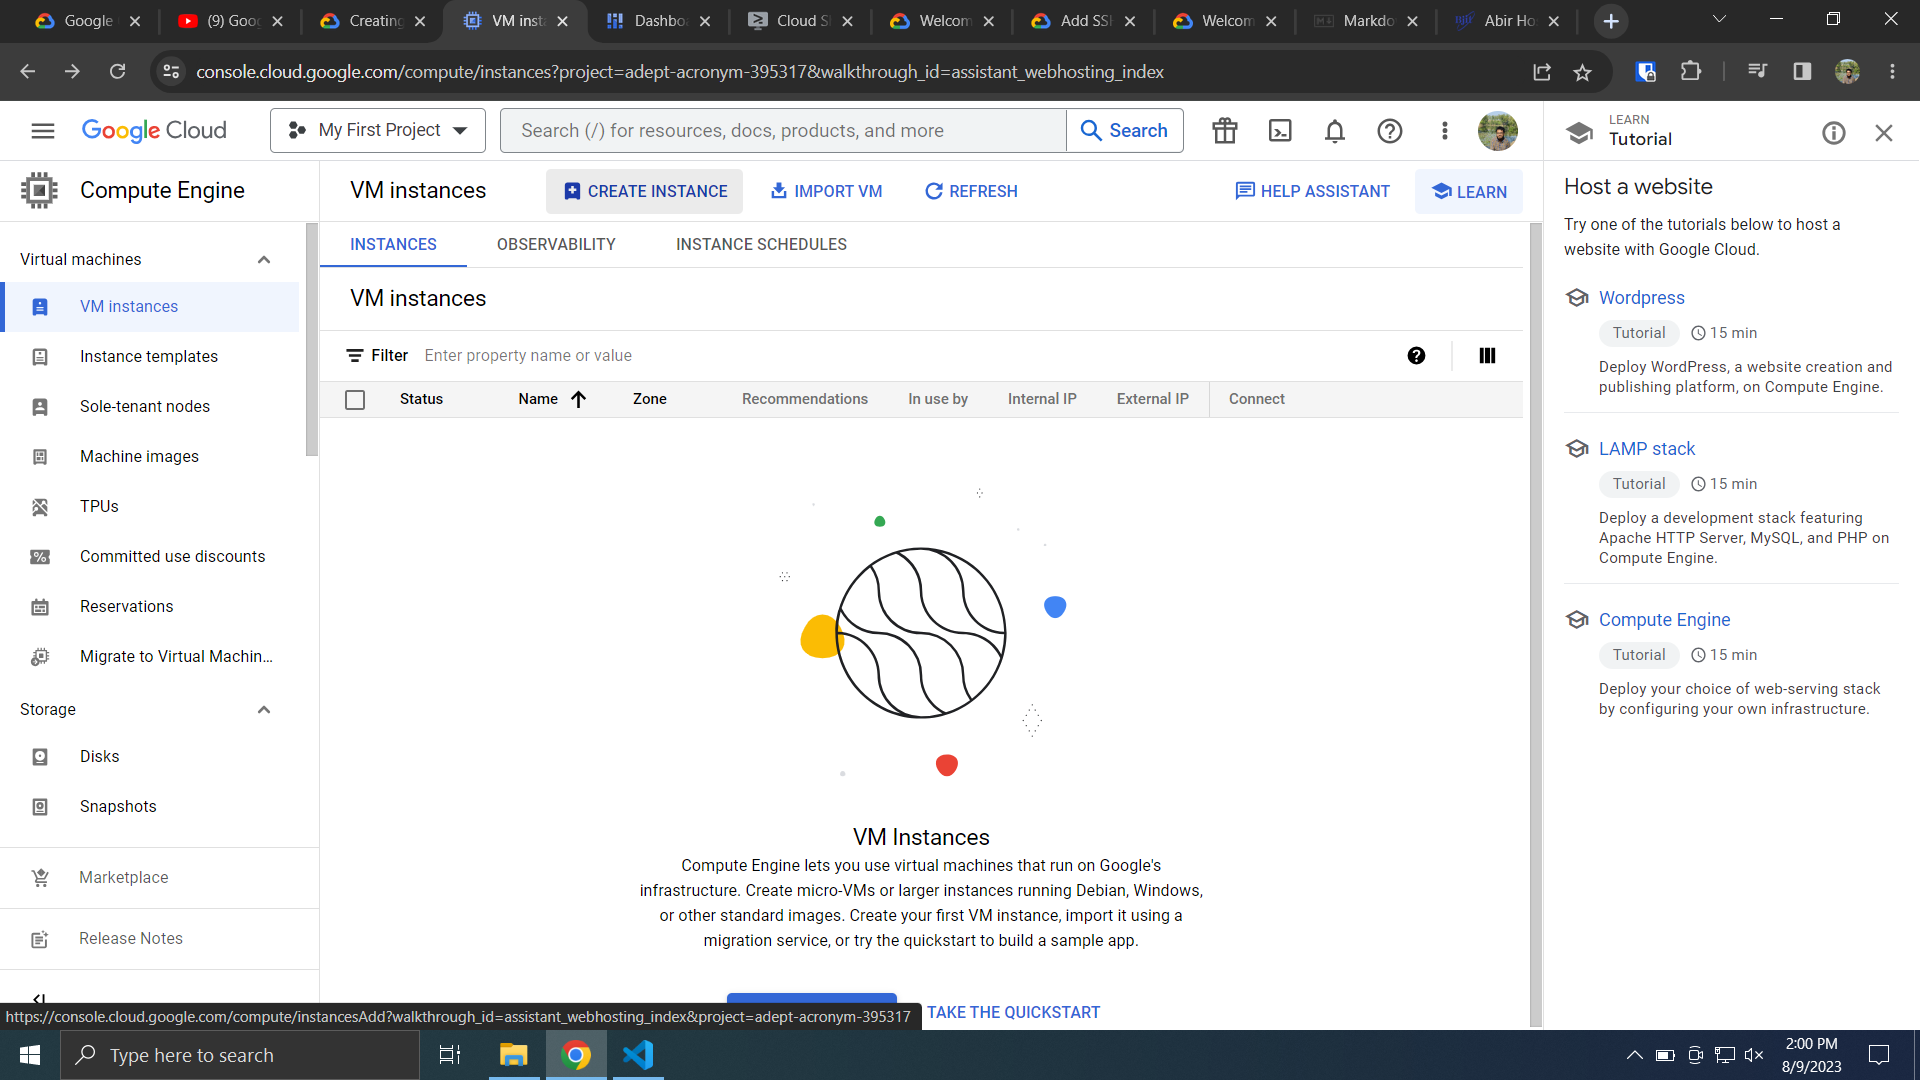 Google
(9) Goo
Creating
VM insta
Dashbo
Cloud S
Welcom
Add SSH
Welcom
Markdo
Abir Ho
console.cloud.google.com/compute/instances?project=adept-acronym-395317&walkthrough_id=assistant_webhosting_index
Google Cloud
My First Project
Search (/) for resources, docs, products, and more
Search
LEARN
Tutorial
Compute Engine
VM instances
CREATE INSTANCE
IMPORT VM
REFRESH
HELP ASSISTANT
LEARN
Virtual machines
VM instances
Instance templates
Sole-tenant nodes
Machine images
TPUs
Committed use discounts
Reservations
Migrate to Virtual Machin...
Storage
Disks
Snapshots
Marketplace
Release Notes
INSTANCES
OBSERVABILITY
INSTANCE SCHEDULES
VM instances
Filter
Enter property name or value
Status
Name
Zone
Recommendations
In use by
Internal IP
External IP
Connect
VM Instances
Compute Engine lets you use virtual machines that run on Google's
infrastructure. Create micro-VMs or larger instances running Debian, Windows,
or other standard images. Create your first VM instance, import it using a
migration service, or try the quickstart to build a sample app.
TAKE THE QUICKSTART
Host a website
Try one of the tutorials below to host a
website with Google Cloud.
Wordpress
Tutorial
15 min
Deploy WordPress, a website creation and
publishing platform, on Compute Engine.
LAMP stack
Tutorial
15 min
Deploy a development stack featuring
Apache HTTP Server, MySQL, and PHP on
Compute Engine.
Compute Engine
Tutorial
15 min
Deploy your choice of web-serving stack
by configuring your own infrastructure.
https://console.cloud.google.com/compute/instancesAdd?walkthrough_id=assistant_webhosting_index&project=adept-acronym-395317
Type here to search
2:00 PM
8/9/2023